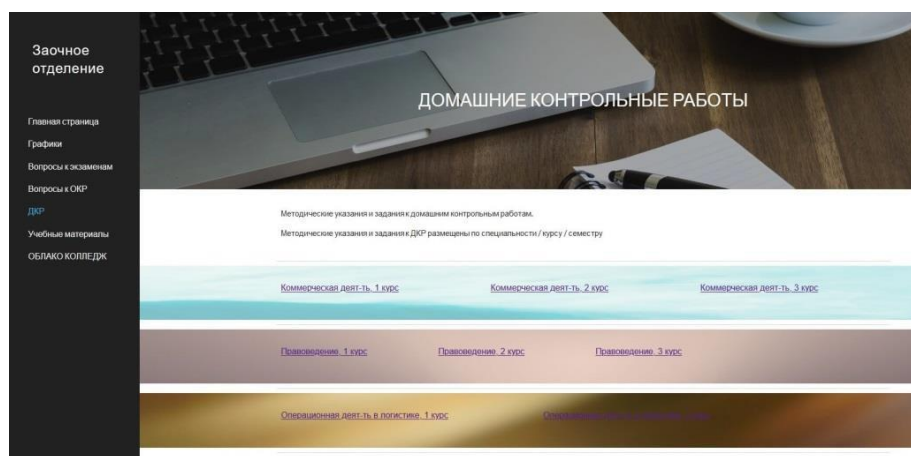 Заочное
отделение
Главная страница
Графики
Вопросы к экзаменам
Вопросы к ОКР
ДКР
Учебные материалы
ОБЛАКО КОЛЛЕДЖ
ДОМАШНИЕ КОНТРОЛЬНЫЕ РАБОТЫ
Методические указания и задания к домашним контрольным работам.
Методические указания и задания к ДКР размещены по специальности / курсу / семестру
Коммерческая деят-ть, 1 курс Коммерческая деят-ть, 2 курс Коммерческая деят-ть, 3 курс
Правоведение, 1 курс Правоведение, 2 курс Правоведение, 3 курс
Операционная деят-ть в логистике, 1 курс